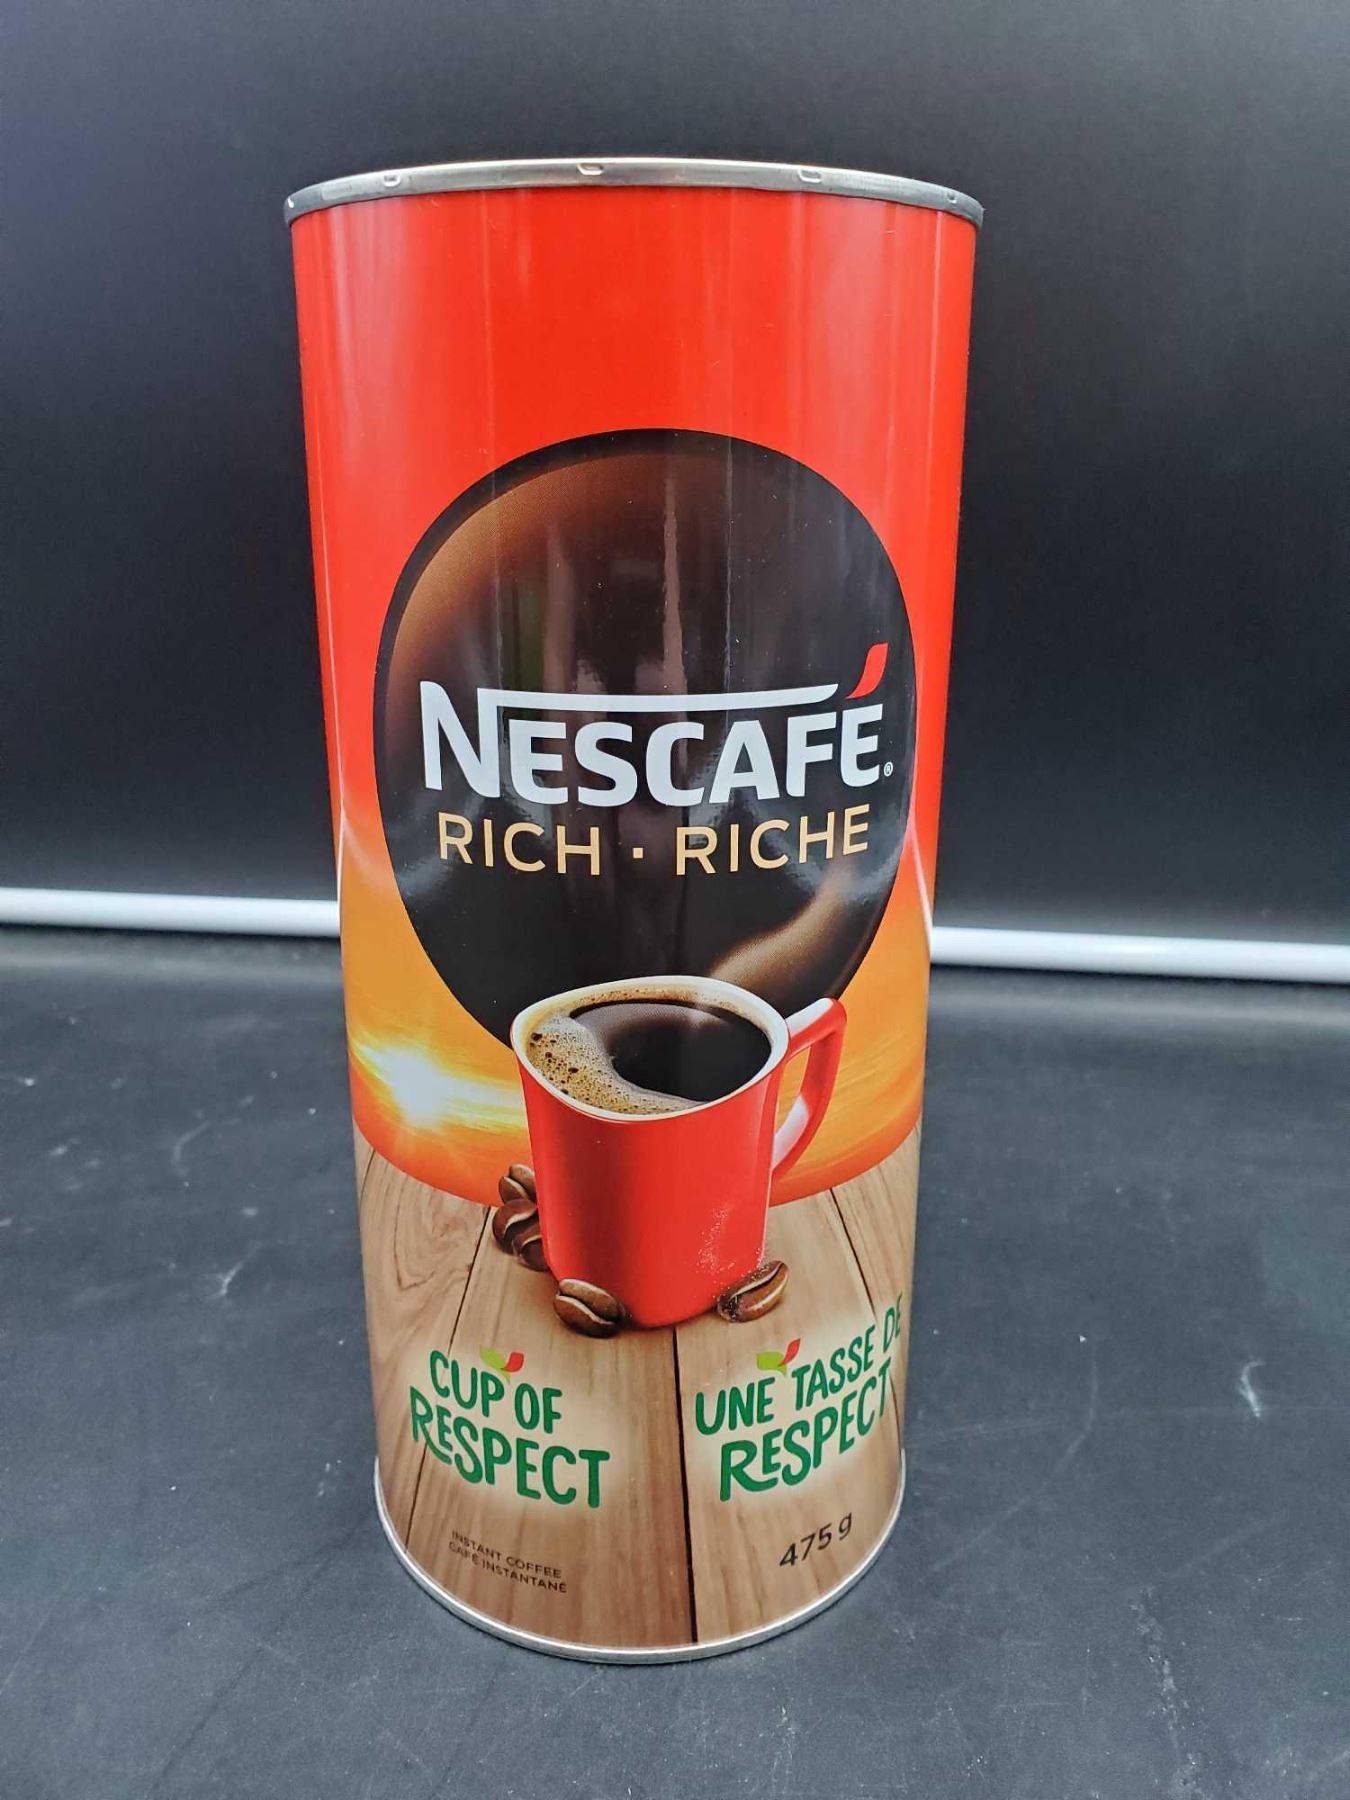 NESCAFÉ®
RICH · RICHE
CUP OF
RESPECT
UNE TASSE DE
RESPECT
INSTANT COFFEE
CAFÉ INSTANTANÉ
475 g